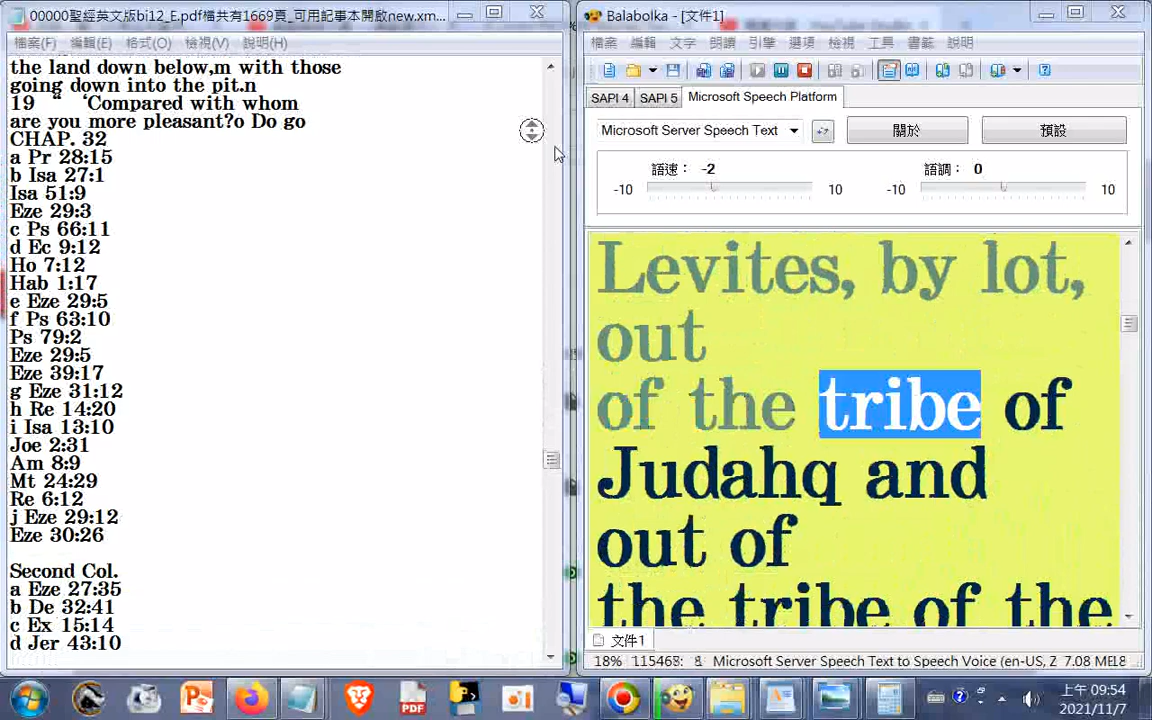 00000聖經英文版bi12_E.pdf檔共有1669頁_可用記事本開啟new.xm...
檔案(F) 編輯(E) 格式(O) 檢視(V) 說明(H)
the land down below,m with those
going down into the pit.n
19 “ ‘Compared with whom
are you more pleasant?o Do go
CHAP. 32
a Pr 28:15
b Isa 27:1
Isa 51:9
Eze 29:3
c Ps 66:11
d Ec 9:12
Ho 7:12
Hab 1:17
e Eze 29:5
f Ps 63:10
Ps 79:2
Eze 29:5
Eze 39:17
g Eze 31:12
h Re 14:20
i Isa 13:10
Joe 2:31
Am 8:9
Mt 24:29
Re 6:12
j Eze 29:12
Eze 30:26
Second Col.
a Eze 27:35
b De 32:41
c Ex 15:14
d Jer 43:10
Balabolka - [文件1]
檔案 編輯 文字 朗讀 引擎 選項 檢視 工具 書籤 說明
SAPI 4 SAPI 5 Microsoft Speech Platform
Microsoft Server Speech Text 關於 預設
語速： -2 語調： 0
-10 10 -10 10
Levites, by lot,
out
of the tribe of
Judahq and
out of
the tribe of the
文件1
18% 115463: 8 Microsoft Server Speech Text to Speech Voice (en-US, Z 7.08 MEL8
PDF
上午 09:54
2021/11/7